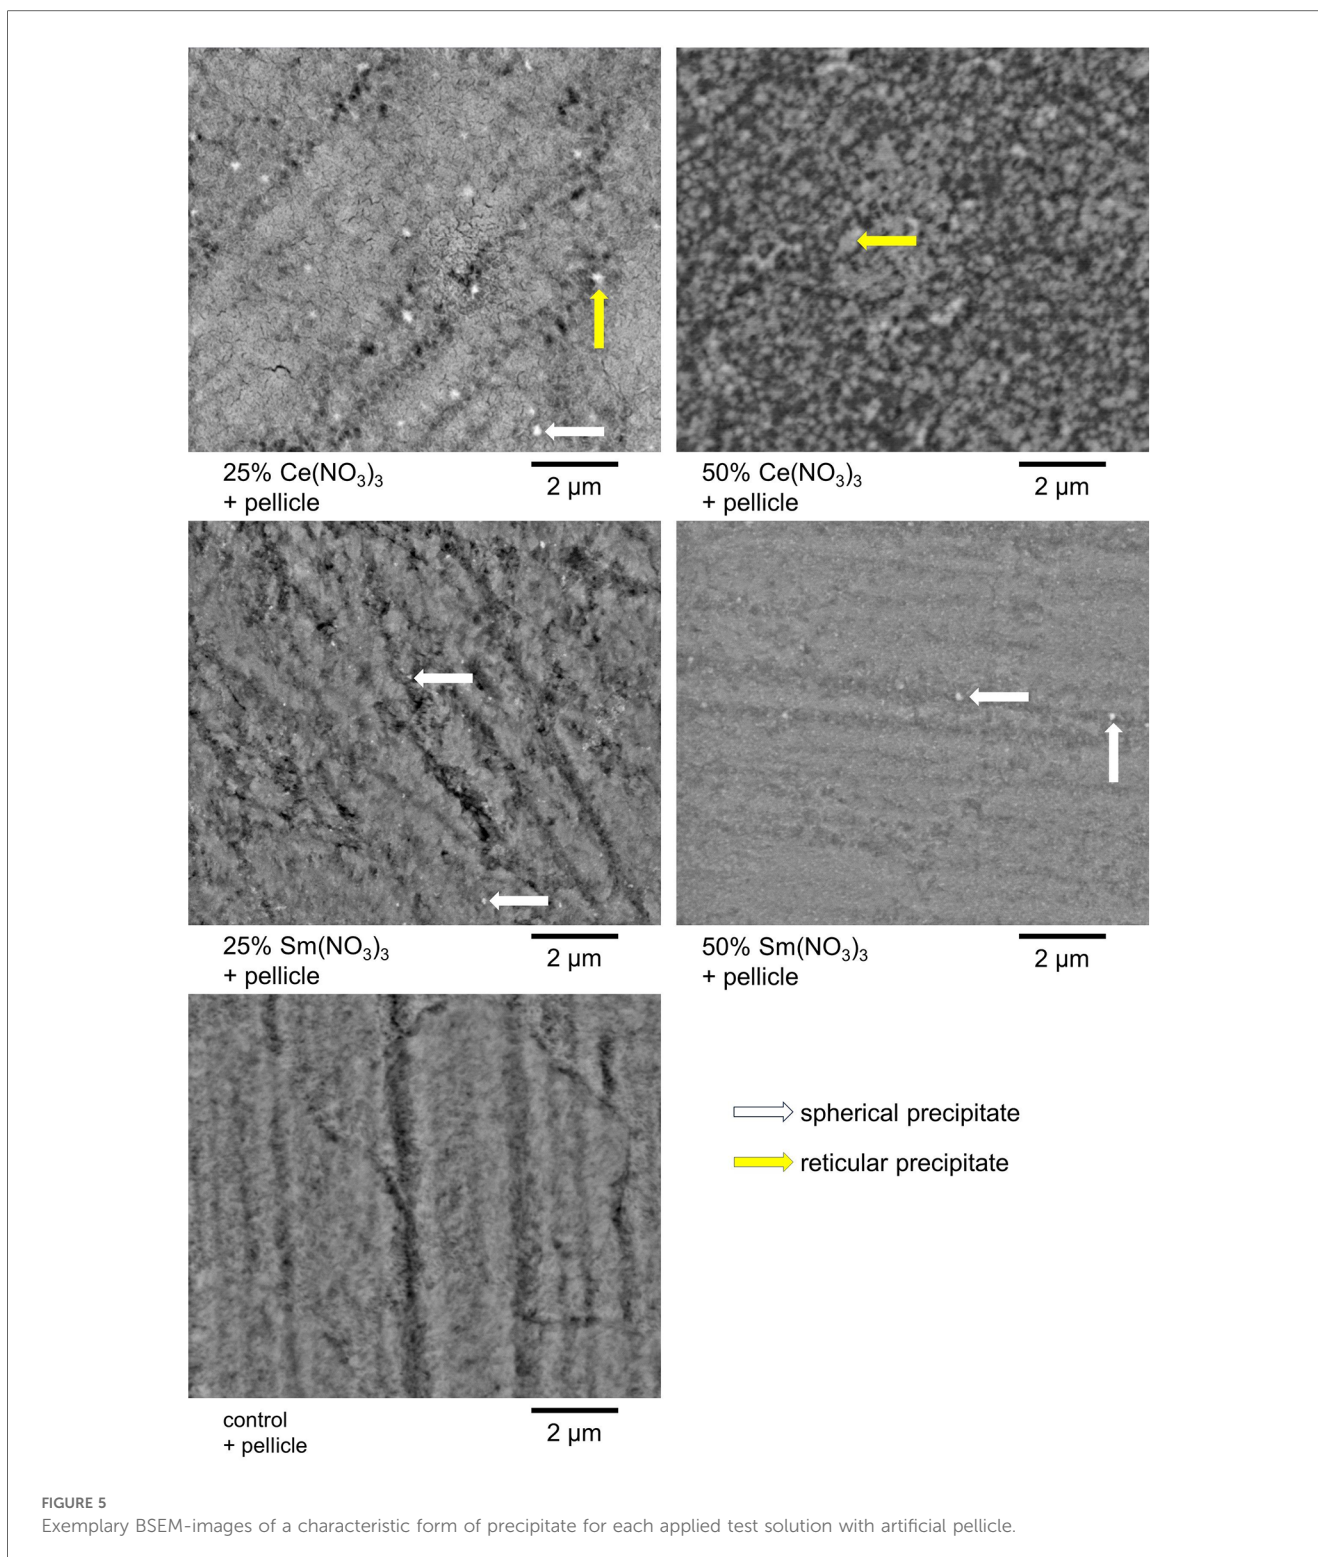 25% Ce(NO₃)₃
+ pellicle
2 µm
50% Ce(NO₃)₃
+ pellicle
2 µm
25% Sm(NO₃)₃
+ pellicle
2 µm
50% Sm(NO₃)₃
+ pellicle
2 µm
spherical precipitate
reticular precipitate
control
+ pellicle
2 µm
FIGURE 5
Exemplary BSEM-images of a characteristic form of precipitate for each applied test solution with artificial pellicle.